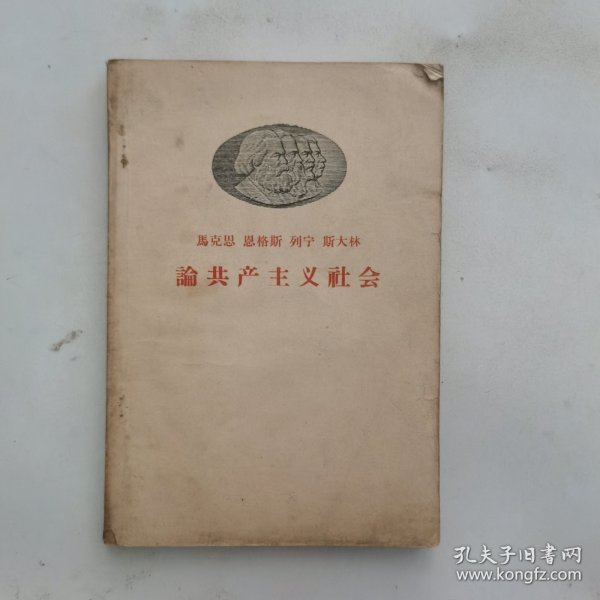 馬克思 恩格斯 列宁 斯大林
論共产主义社会
孔夫子旧书网
www.kongfz.com